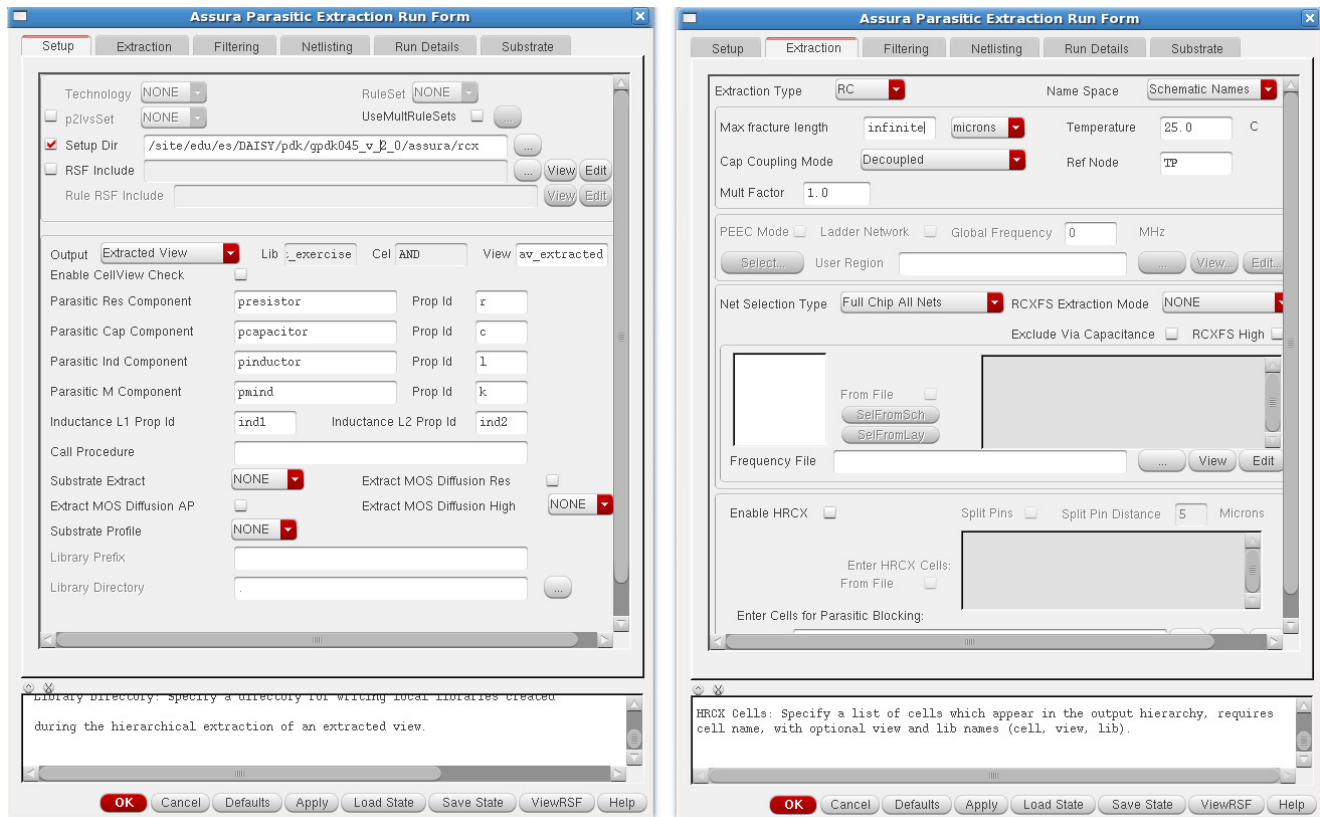 Assura Parasitic Extraction Run Form
Setup Extraction Filtering Netlisting Run Details Substrate
Technology NONE RuleSet NONE
p2lvsSet NONE UseMultRuleSets ...
Setup Dir /site/edu/es/DAISY/pdk/gpdk045_v_2_0/assura/rcx ...
RSF Include ... View Edit
Rule RSF Include View Edit
Output Extracted View Lib :_exercise Cel AND View av_extracted
Enable CellView Check
Parasitic Res Component presistor Prop Id r
Parasitic Cap Component pcapacitor Prop Id c
Parasitic Ind Component pinductor Prop Id l
Parasitic M Component pmind Prop Id k
Inductance L1 Prop Id ind1 Inductance L2 Prop Id ind2
Call Procedure
Substrate Extract NONE Extract MOS Diffusion Res
Extract MOS Diffusion AP Extract MOS Diffusion High NONE
Substrate Profile NONE
Library Prefix
Library Directory . ...
Library Directory: Specify a directory for writing local libraries created
during the hierarchical extraction of an extracted view.
OK Cancel Defaults Apply Load State Save State ViewRSF Help
Assura Parasitic Extraction Run Form
Setup Extraction Filtering Netlisting Run Details Substrate
Extraction Type RC Name Space Schematic Names
Max fracture length infinite microns Temperature 25.0 C
Cap Coupling Mode Decoupled Ref Node TP
Mult Factor 1.0
PEEC Mode Ladder Network Global Frequency 0 MHz
Select... User Region ... View... Edit...
Net Selection Type Full Chip All Nets RCXFS Extraction Mode NONE
Exclude Via Capacitance RCXFS High
From File
SelFromSch
SelFromLay
Frequency File ... View Edit
Enable HRCX Split Pins Split Pin Distance 5 Microns
Enter HRCX Cells:
From File
Enter Cells for Parasitic Blocking:
HRCX Cells: Specify a list of cells which appear in the output hierarchy, requires
cell name, with optional view and lib names (cell, view, lib).
OK Cancel Defaults Apply Load State Save State ViewRSF Help